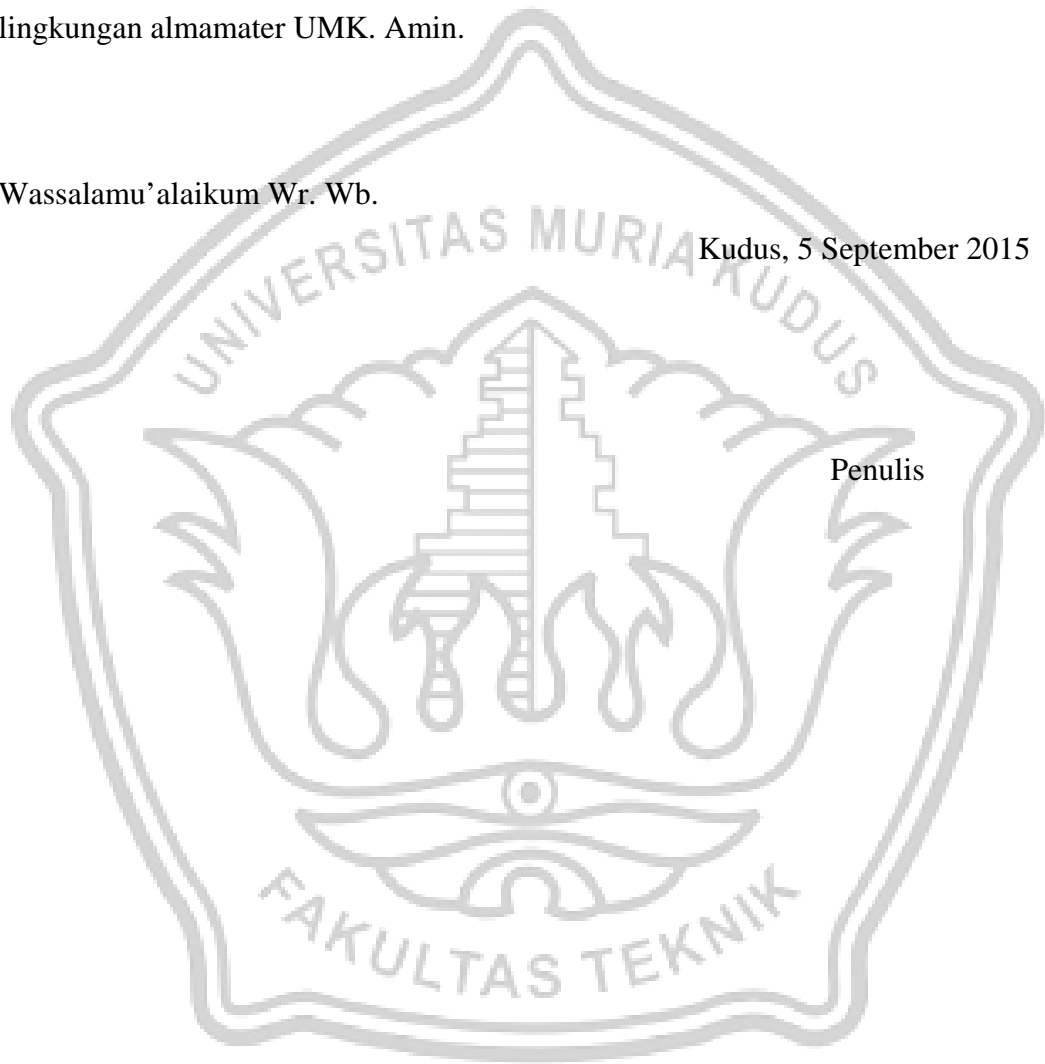 lingkungan almamater UMK. Amin.
Wassalamu’alaikum Wr. Wb.
UNIVERSITAS MURIA KUDUS
Kudus, 5 September 2015
Penulis
FAKULTAS TEKNIK